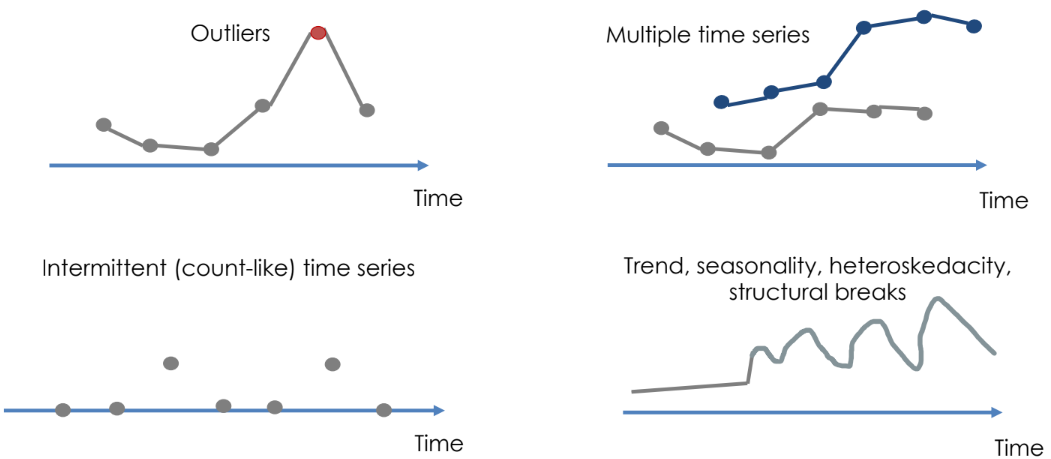 Outliers
Multiple time series
Time
Time
Intermittent (count-like) time series
Trend, seasonality, heteroskedacity,
structural breaks
Time
Time